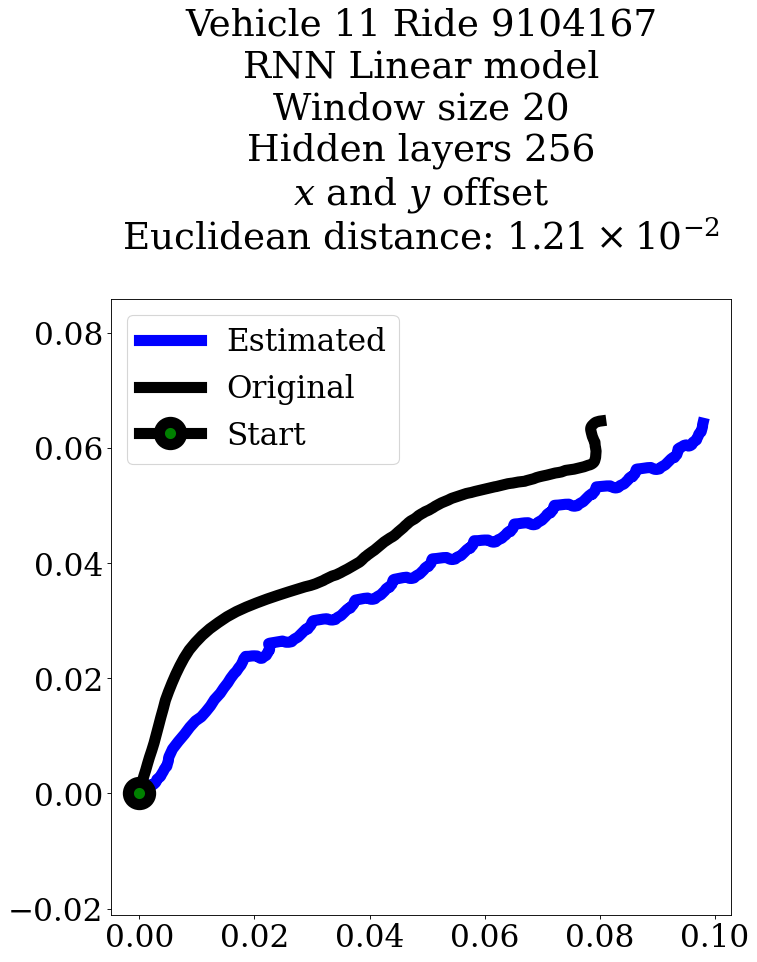 Vehicle 11 Ride 9104167
RNN Linear model
Window size 20
Hidden layers 256
x and y offset
Euclidean distance: 1.21 × 10⁻²
Estimated
Original
Start
0.08
0.06
0.04
0.02
0.00
−0.02
0.00 0.02 0.04 0.06 0.08 0.10